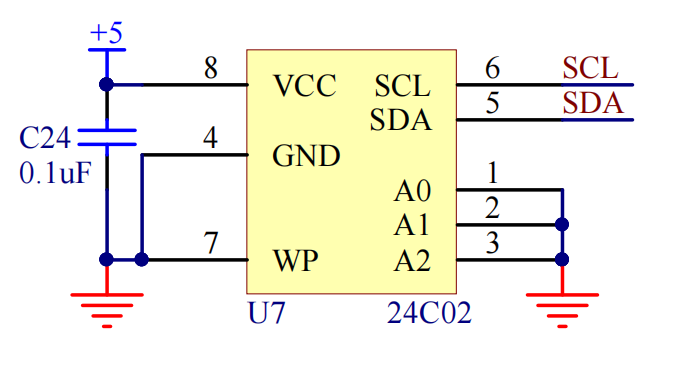 +5
8 VCC SCL 6 SCL
SDA 5 SDA
C24 4 GND
0.1uF
A0 1
A1 2
7 WP A2 3
U7 24C02